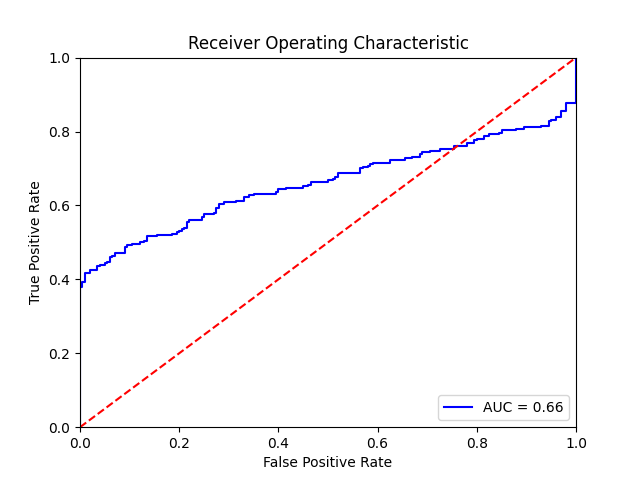 Receiver Operating Characteristic
True Positive Rate
1.0
0.8
0.6
0.4
0.2
0.0
AUC = 0.66
0.0 0.2 0.4 0.6 0.8 1.0
False Positive Rate